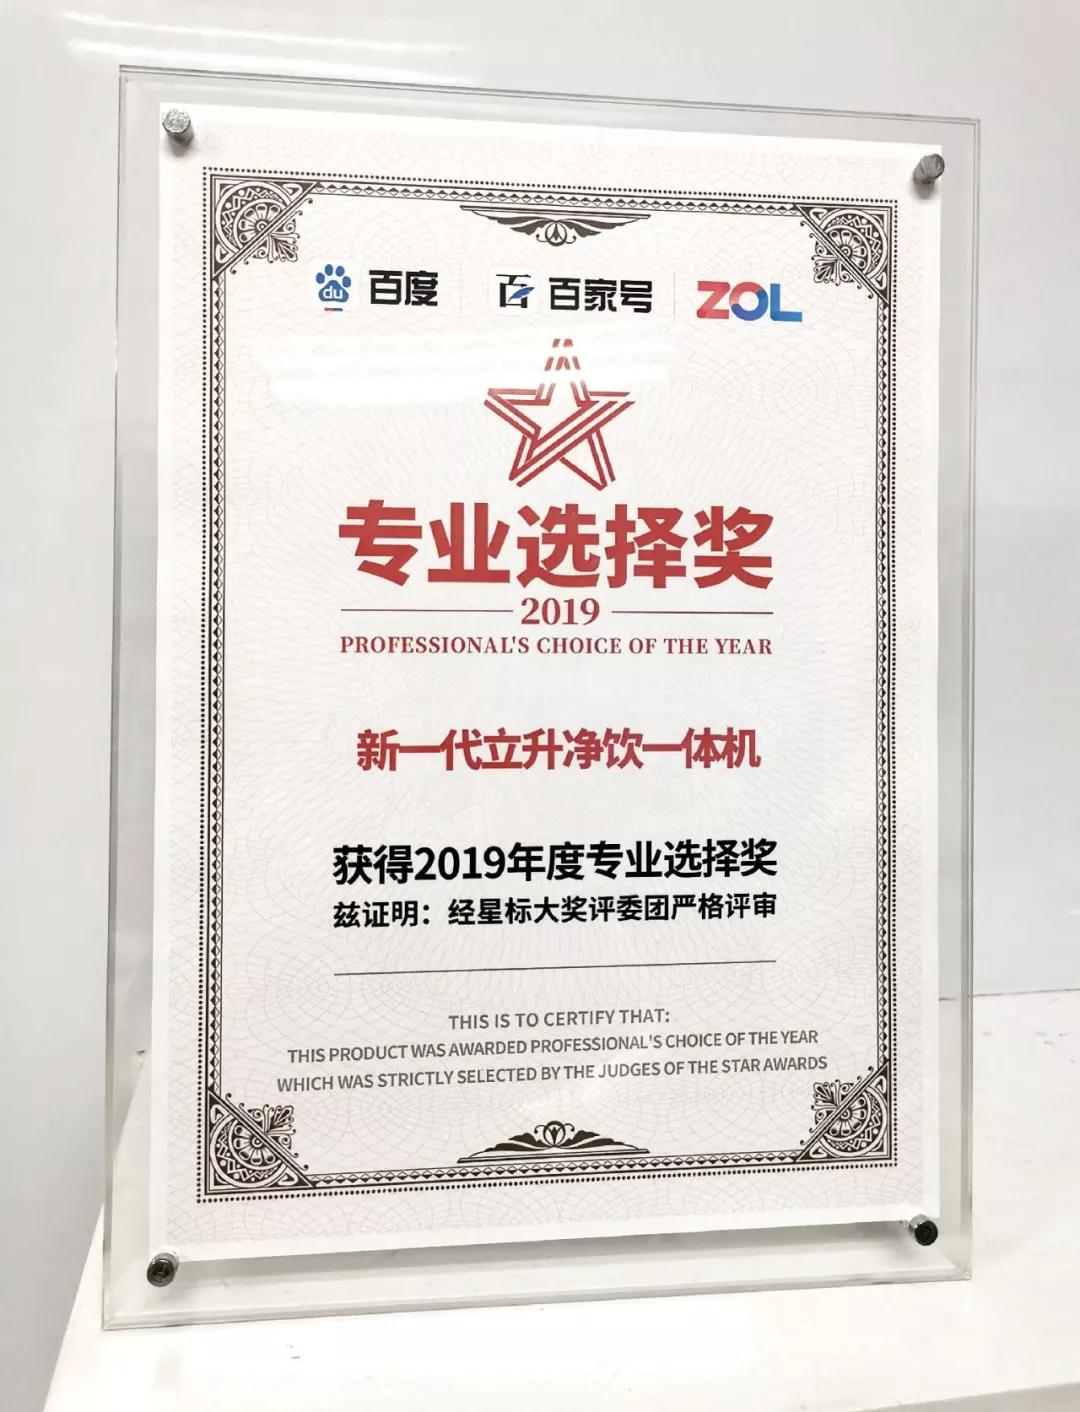 du 百度 百家号 ZOL
专业选择奖
2019
PROFESSIONAL'S CHOICE OF THE YEAR
新一代立升净饮一体机
获得2019年度专业选择奖
兹证明：经星标大奖评委团严格评审
THIS IS TO CERTIFY THAT:
THIS PRODUCT WAS AWARDED PROFESSIONAL'S CHOICE OF THE YEAR
WHICH WAS STRICTLY SELECTED BY THE JUDGES OF THE STAR AWARDS